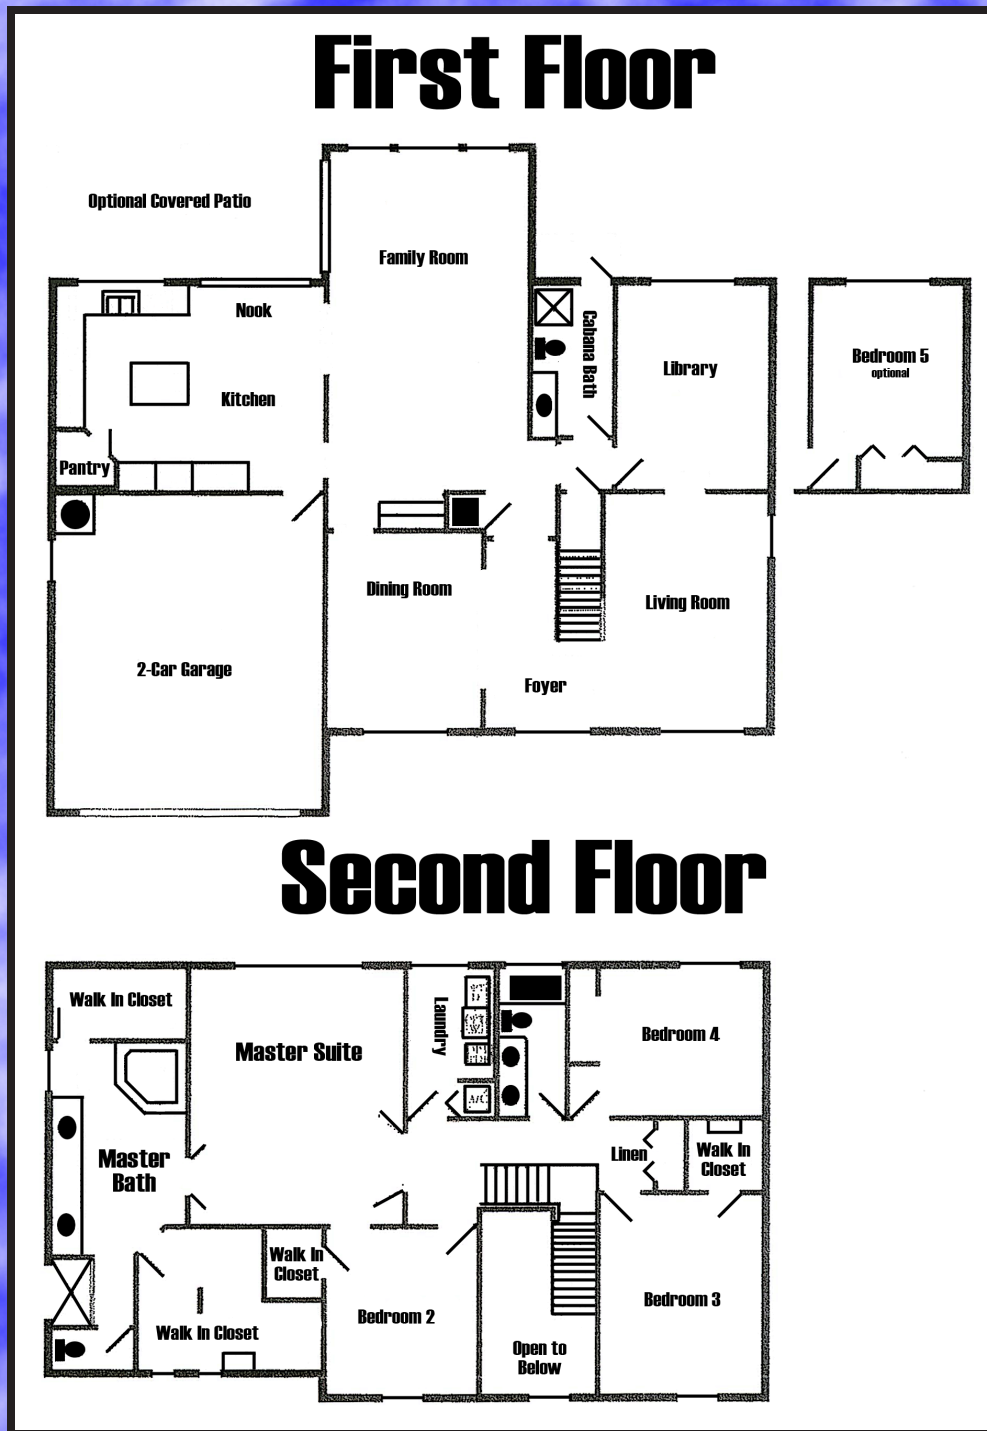 First Floor
Optional Covered Patio
Family Room
Nook
Cabana Bath
Library
Bedroom 5
optional
Kitchen
Pantry
Dining Room
Living Room
2-Car Garage
Foyer
Second Floor
Walk In Closet
Master Suite
Laundry
Bedroom 4
A/C
Master
Bath
Linen
Walk In
Closet
Walk In
Closet
Bedroom 2
Bedroom 3
Walk In Closet
Open to
Below